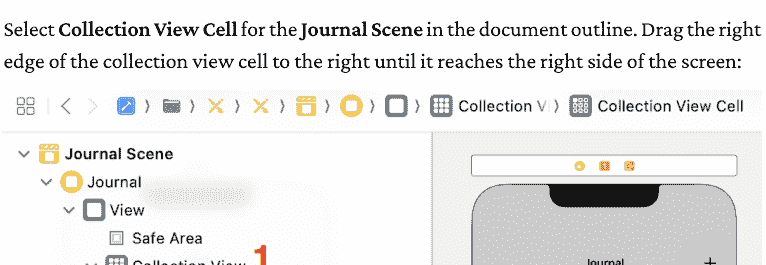 Select Collection View Cell for the Journal Scene in the document outline. Drag the right
edge of the collection view cell to the right until it reaches the right side of the screen:
Collection V Collection View Cell
Journal Scene
Journal
View
Safe Area
Collection View
1
Journal +